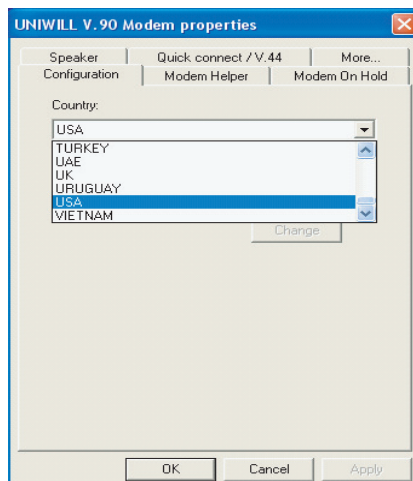 UNIWILL V.90 Modem properties
Speaker
Quick connect / V.44
More...
Configuration
Modem Helper
Modem On Hold
Country:
USA
TURKEY
UAE
UK
URUGUAY
USA
VIETNAM
Change
OK
Cancel
Apply